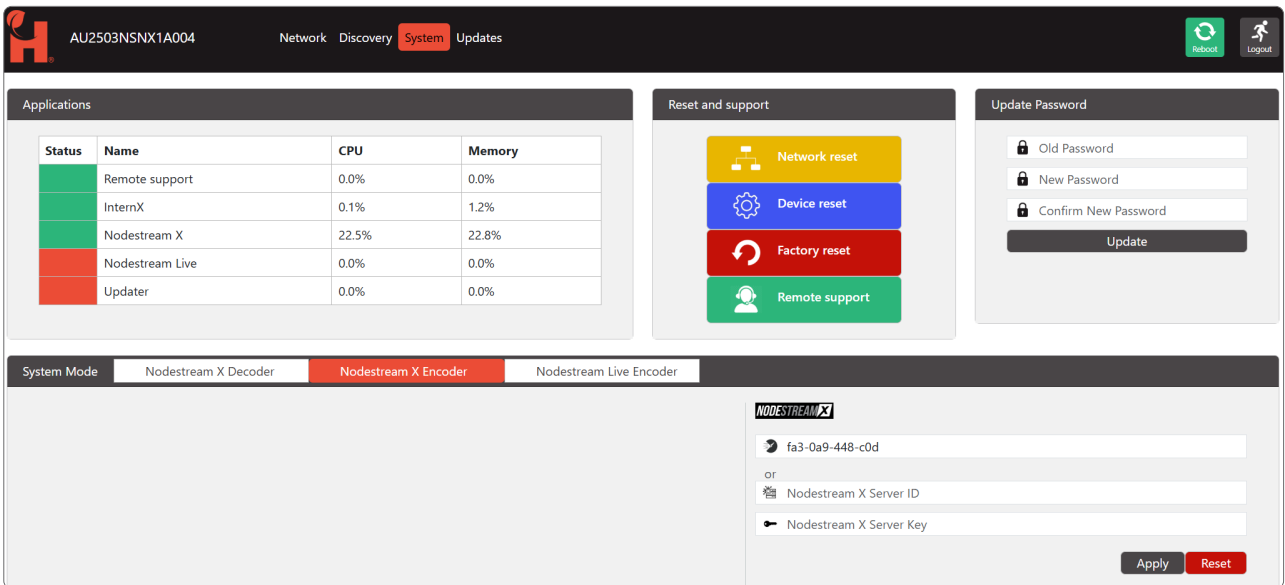 H
AU2503NSNX1A004
Network Discovery System Updates
Reboot
Logout
Applications
Status Name CPU Memory
Remote support 0.0% 0.0%
InternX 0.1% 1.2%
Nodestream X 22.5% 22.8%
Nodestream Live 0.0% 0.0%
Updater 0.0% 0.0%
Reset and support
Network reset
Device reset
Factory reset
Remote support
Update Password
Old Password
New Password
Confirm New Password
Update
System Mode Nodestream X Decoder Nodestream X Encoder Nodestream Live Encoder
NODESTREAM X
fa3-0a9-448-c0d
or
Nodestream X Server ID
Nodestream X Server Key
Apply Reset